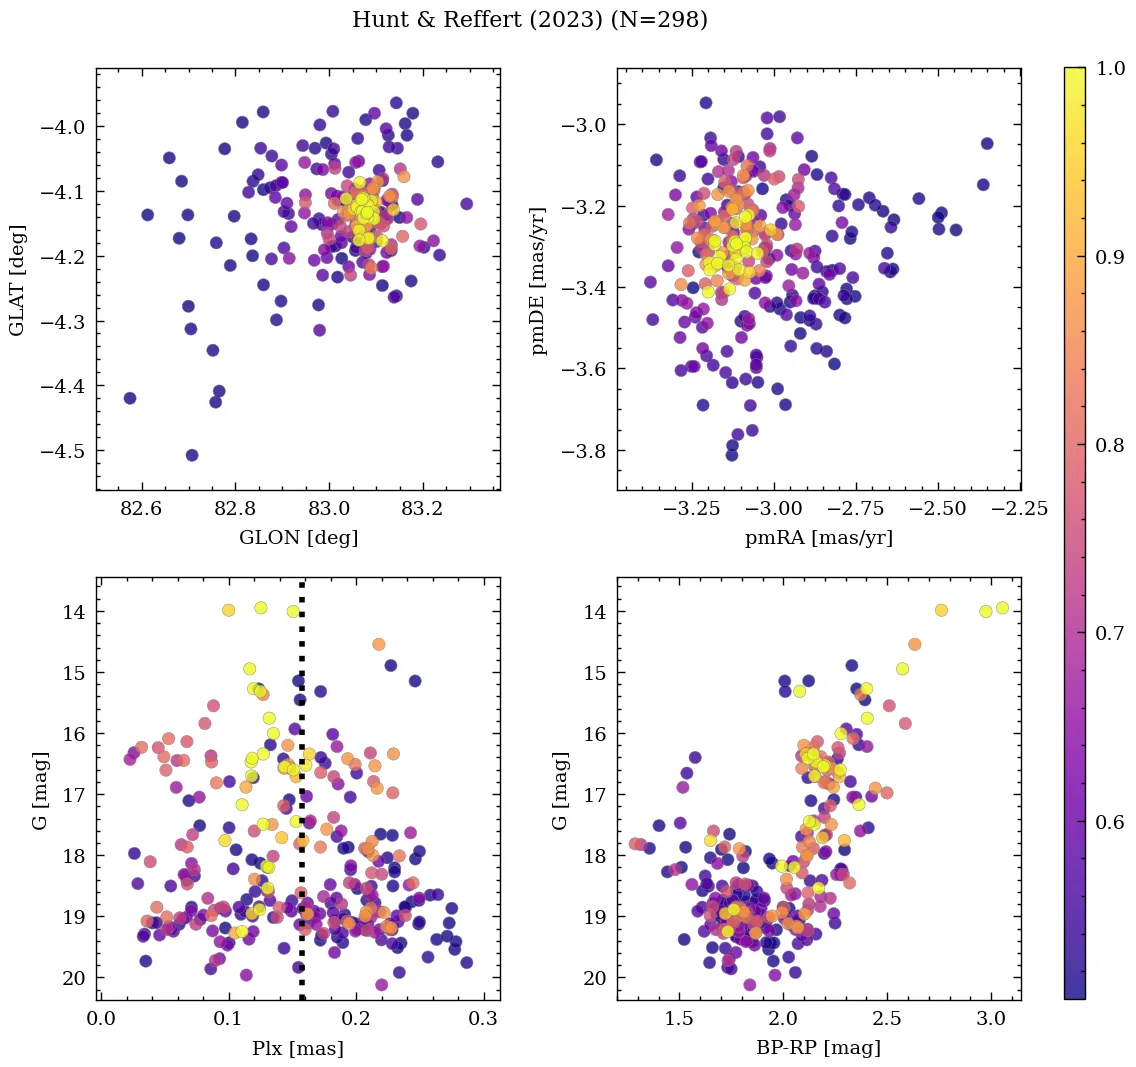 Hunt & Reffert (2023) (N=298)
−4.0
−4.1
−4.2
−4.3
−4.4
−4.5
GLAT [deg]
82.6 82.8 83.0 83.2
GLON [deg]
−3.0
−3.2
−3.4
−3.6
−3.8
pmDE [mas/yr]
−3.25 −3.00 −2.75 −2.50 −2.25
pmRA [mas/yr]
14
15
16
17
18
19
20
G [mag]
0.0 0.1 0.2 0.3
Plx [mas]
14
15
16
17
18
19
20
G [mag]
1.5 2.0 2.5 3.0
BP-RP [mag]
1.0
0.9
0.8
0.7
0.6